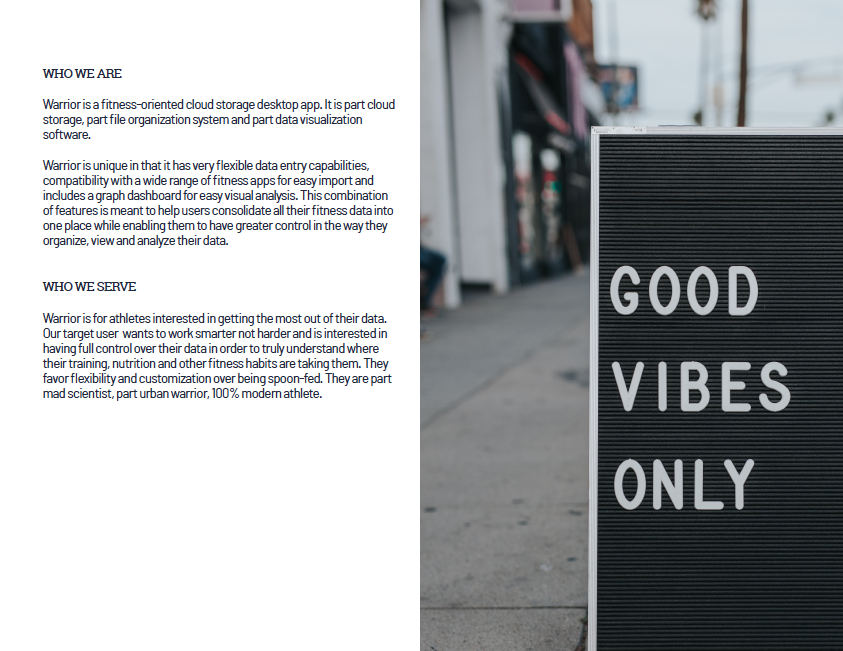 WHO WE ARE
Warrior is a fitness-oriented cloud storage desktop app. It is part cloud
storage, part file organization system and part data visualization
software.
Warrior is unique in that it has very flexible data entry capabilities,
compatibility with a wide range of fitness apps for easy import and
includes a graph dashboard for easy visual analysis. This combination
of features is meant to help users consolidate all their fitness data into
one place while enabling them to have greater control in the way they
organize, view and analyze their data.
WHO WE SERVE
Warrior is for athletes interested in getting the most out of their data.
Our target user  wants to work smarter not harder and is interested in
having full control over their data in order to truly understand where
their training, nutrition and other fitness habits are taking them. They
favor flexibility and customization over being spoon-fed. They are part
mad scientist, part urban warrior, 100% modern athlete.
GOOD
VIBES
ONLY